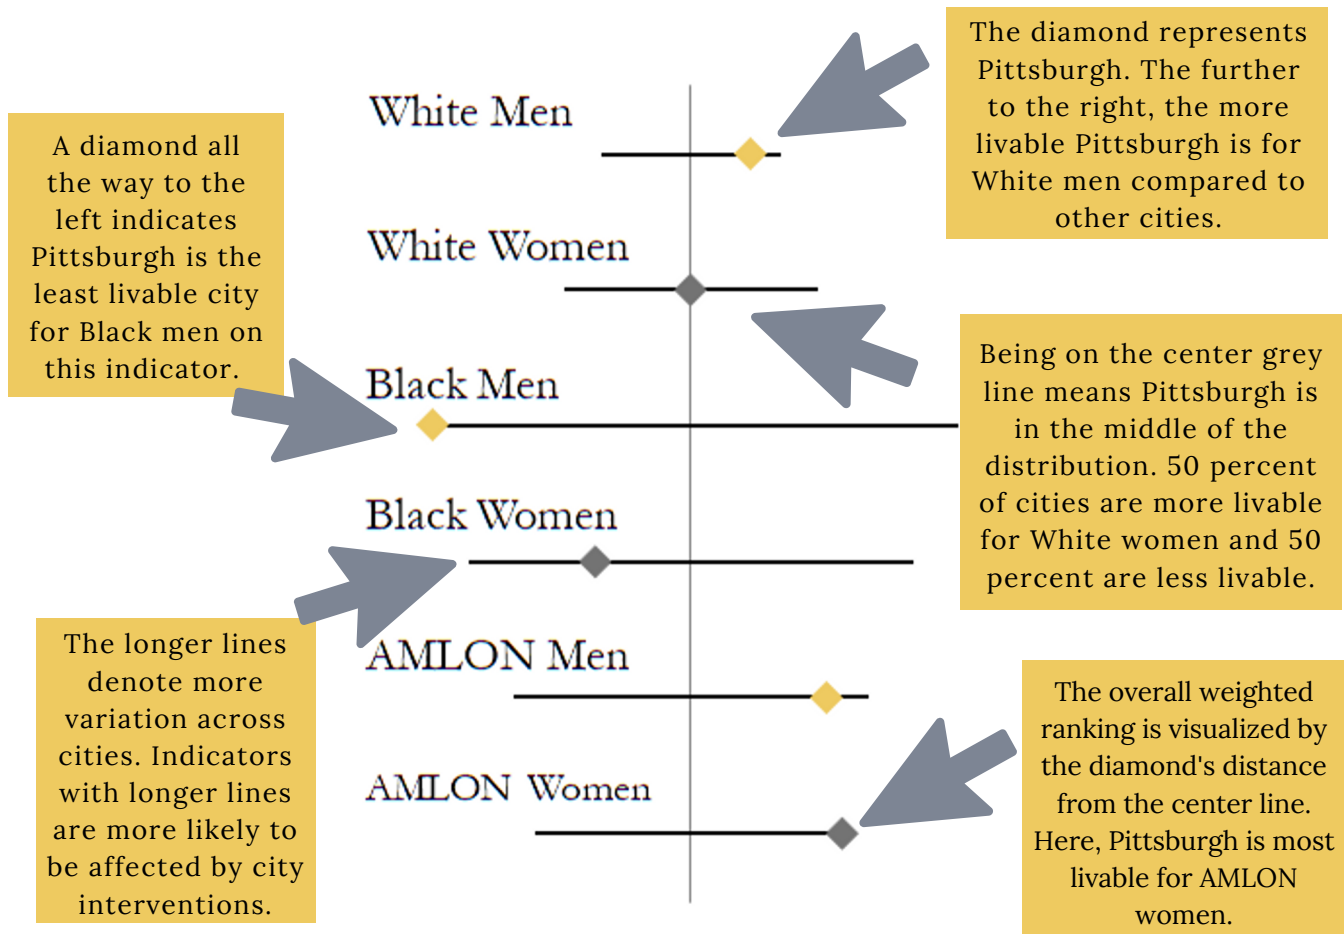 The diamond represents
Pittsburgh. The further
to the right, the more
livable Pittsburgh is for
White men compared to
other cities.
White Men
A diamond all
the way to the
left indicates
Pittsburgh is the
least livable city
for Black men on
this indicator.
White Women
Being on the center grey
line means Pittsburgh is
in the middle of the
distribution. 50 percent
of cities are more livable
for White women and 50
percent are less livable.
Black Men
Black Women
The longer lines
denote more
variation across
cities. Indicators
with longer lines
are more likely to
be affected by city
interventions.
AMLON Men
The overall weighted
ranking is visualized by
the diamond's distance
from the center line.
Here, Pittsburgh is most
livable for AMLON
women.
AMLON Women